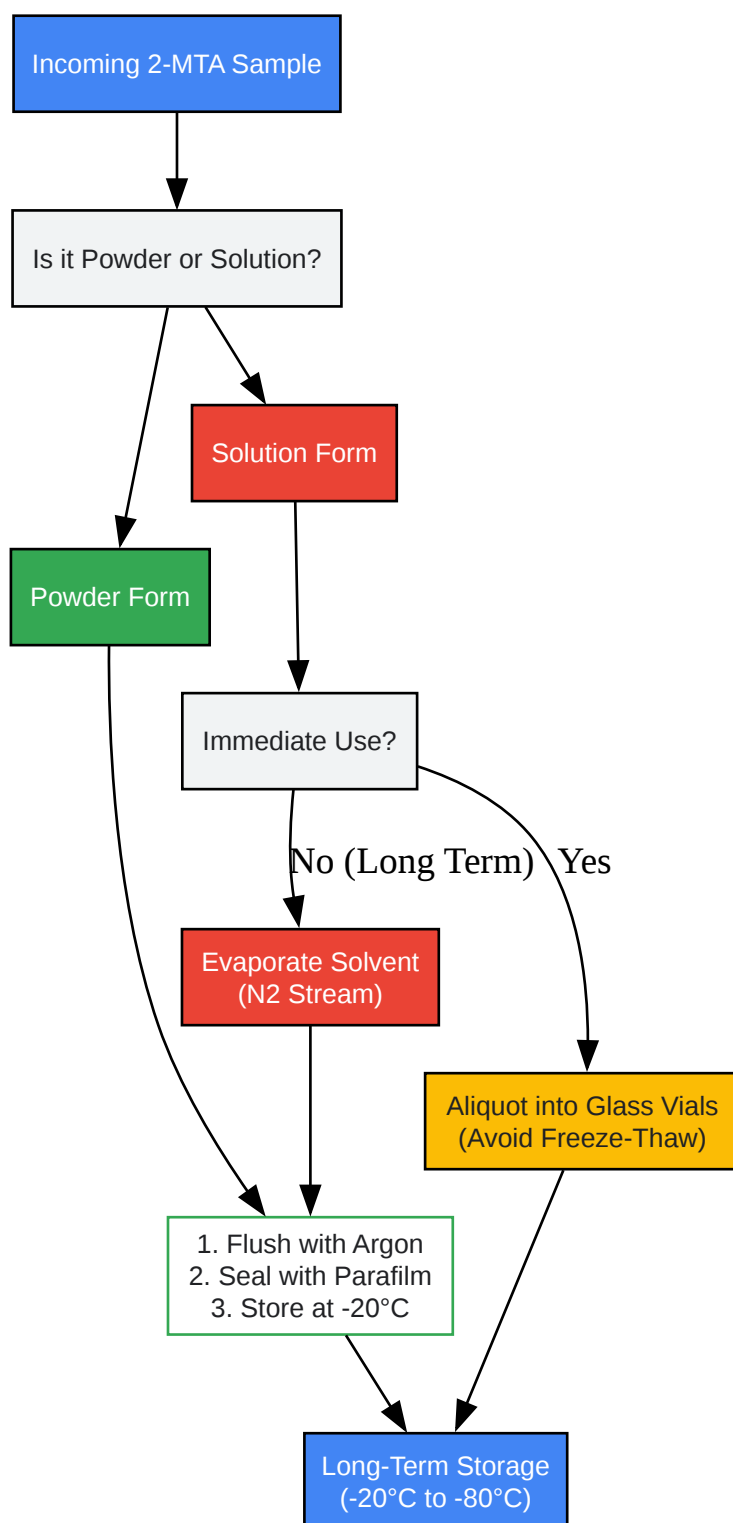 Incoming 2-MTA Sample
Is it Powder or Solution?
Solution Form
Powder Form
Immediate Use?
No (Long Term)
Yes
Evaporate Solvent
(N2 Stream)
Aliquot into Glass Vials
(Avoid Freeze-Thaw)
1. Flush with Argon
2. Seal with Parafilm
3. Store at -20°C
Long-Term Storage
(-20°C to -80°C)